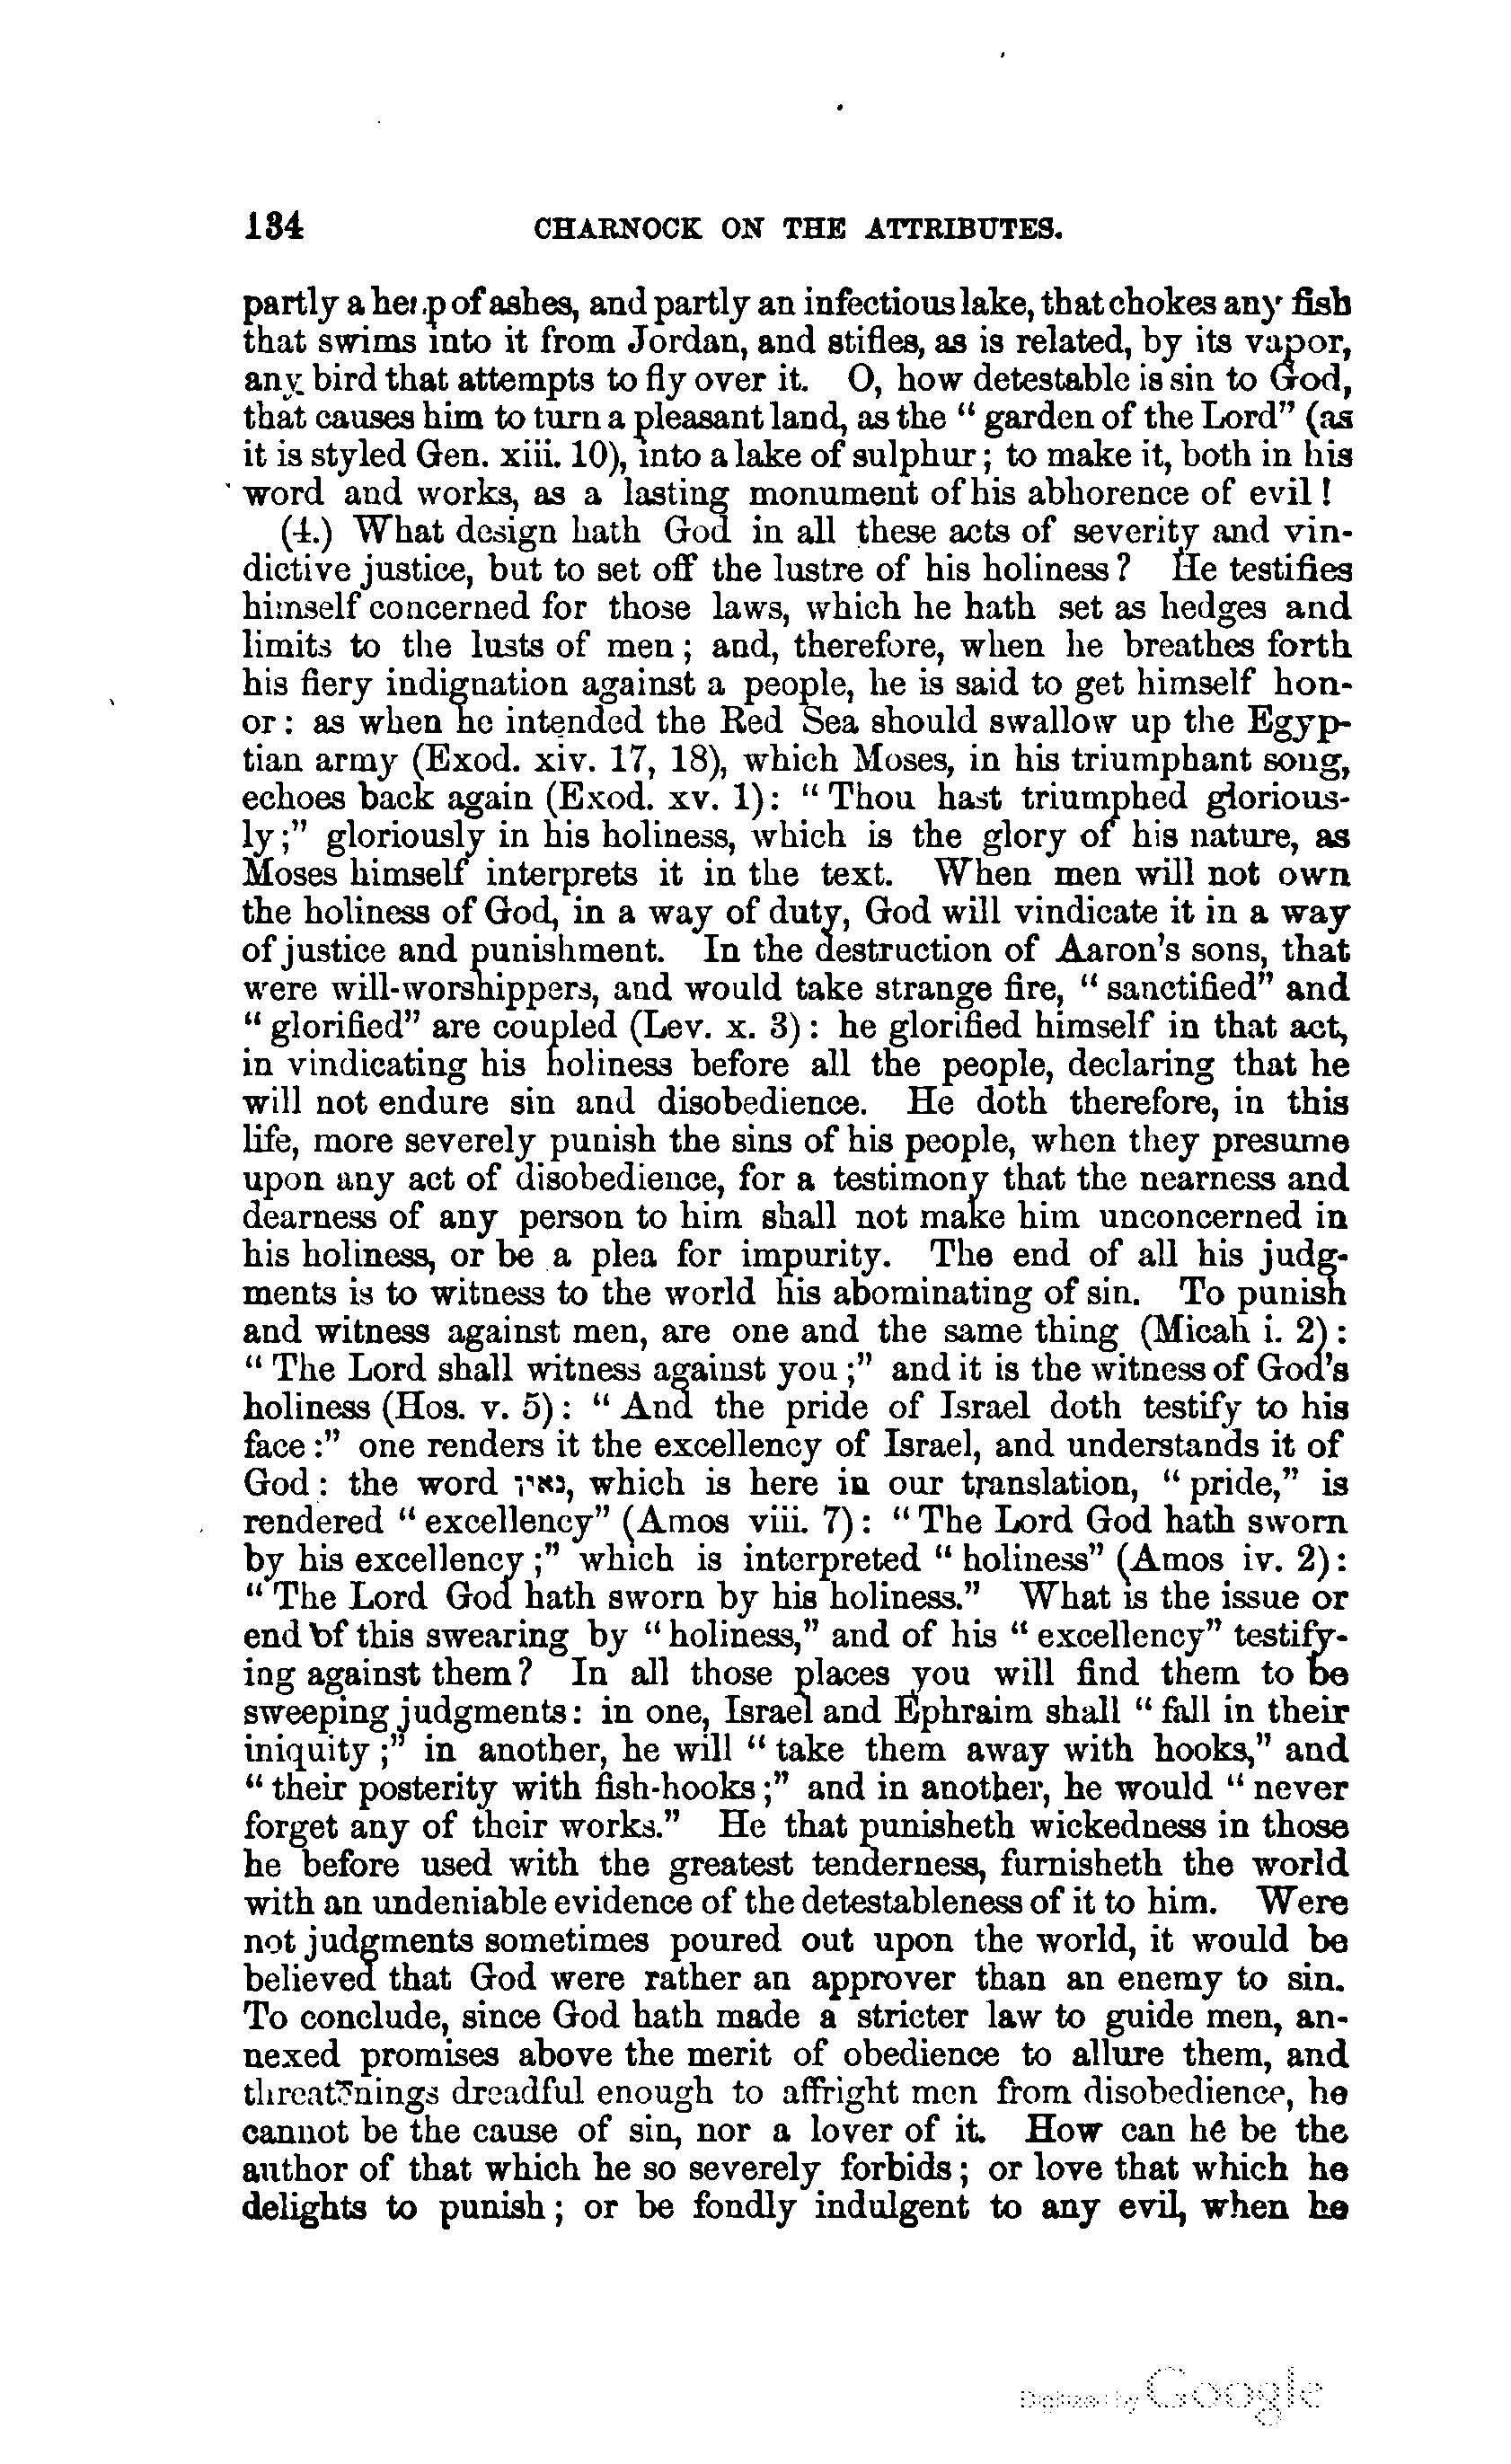 134 CHARNOCK ON THE ATTRIBUTES.
partly a heap of ashes, and partly an infectious lake, that chokes any fish
that swims into it from Jordan, and stifles, as is related, by its vapor,
any bird that attempts to fly over it. O, how detestable is sin to God,
that causes him to turn a pleasant land, as the “garden of the Lord” (as
it is styled Gen. xiii. 10), into a lake of sulphur; to make it, both in his
word and works, as a lasting monument of his abhorence of evil!
(4.) What design hath God in all these acts of severity and vin-
dictive justice, but to set off the lustre of his holiness? He testifies
himself concerned for those laws, which he hath set as hedges and
limits to the lusts of men; and, therefore, when he breathes forth
his fiery indignation against a people, he is said to get himself hon-
or: as when he intended the Red Sea should swallow up the Egyp-
tian army (Exod. xiv. 17, 18), which Moses, in his triumphant song,
echoes back again (Exod. xv. 1): “Thou hast triumphed glorious-
ly;” gloriously in his holiness, which is the glory of his nature, as
Moses himself interprets it in the text. When men will not own
the holiness of God, in a way of duty, God will vindicate it in a way
of justice and punishment. In the destruction of Aaron's sons, that
were will-worshippers, and would take strange fire, “sanctified” and
“glorified” are coupled (Lev. x. 3): he glorified himself in that act,
in vindicating his holiness before all the people, declaring that he
will not endure sin and disobedience. He doth therefore, in this
life, more severely punish the sins of his people, when they presume
upon any act of disobedience, for a testimony that the nearness and
dearness of any person to him shall not make him unconcerned in
his holiness, or be a plea for impurity. The end of all his judg-
ments is to witness to the world his abominating of sin. To punish
and witness against men, are one and the same thing (Micah i. 2):
“The Lord shall witness against you;” and it is the witness of God's
holiness (Hos. v. 5): “And the pride of Israel doth testify to his
face:” one renders it the excellency of Israel, and understands it of
God: the word , which is here in our translation, “pride,” is
rendered “excellency” (Amos viii. 7): “The Lord God hath sworn
by his excellency;” which is interpreted “holiness” (Amos iv. 2):
“The Lord God hath sworn by his holiness.” What is the issue or
end of this swearing by “holiness,” and of his “excellency” testify-
ing against them? In all those places you will find them to be
sweeping judgments: in one, Israel and Ephraim shall “fall in their
iniquity;” in another, he will “take them away with hooks,” and
“their posterity with fish-hooks;” and in another, he would “never
forget any of their works.” He that punisheth wickedness in those
he before used with the greatest tenderness, furnisheth the world
with an undeniable evidence of the detestableness of it to him. Were
not judgments sometimes poured out upon the world, it would be
believed that God were rather an approver than an enemy to sin.
To conclude, since God hath made a stricter law to guide men, an-
nexed promises above the merit of obedience to allure them, and
threatenings dreadful enough to affright men from disobedience, he
cannot be the cause of sin, nor a lover of it. How can he be the
author of that which he so severely forbids; or love that which he
delights to punish; or be fondly indulgent to any evil, when he
Digitized by Google